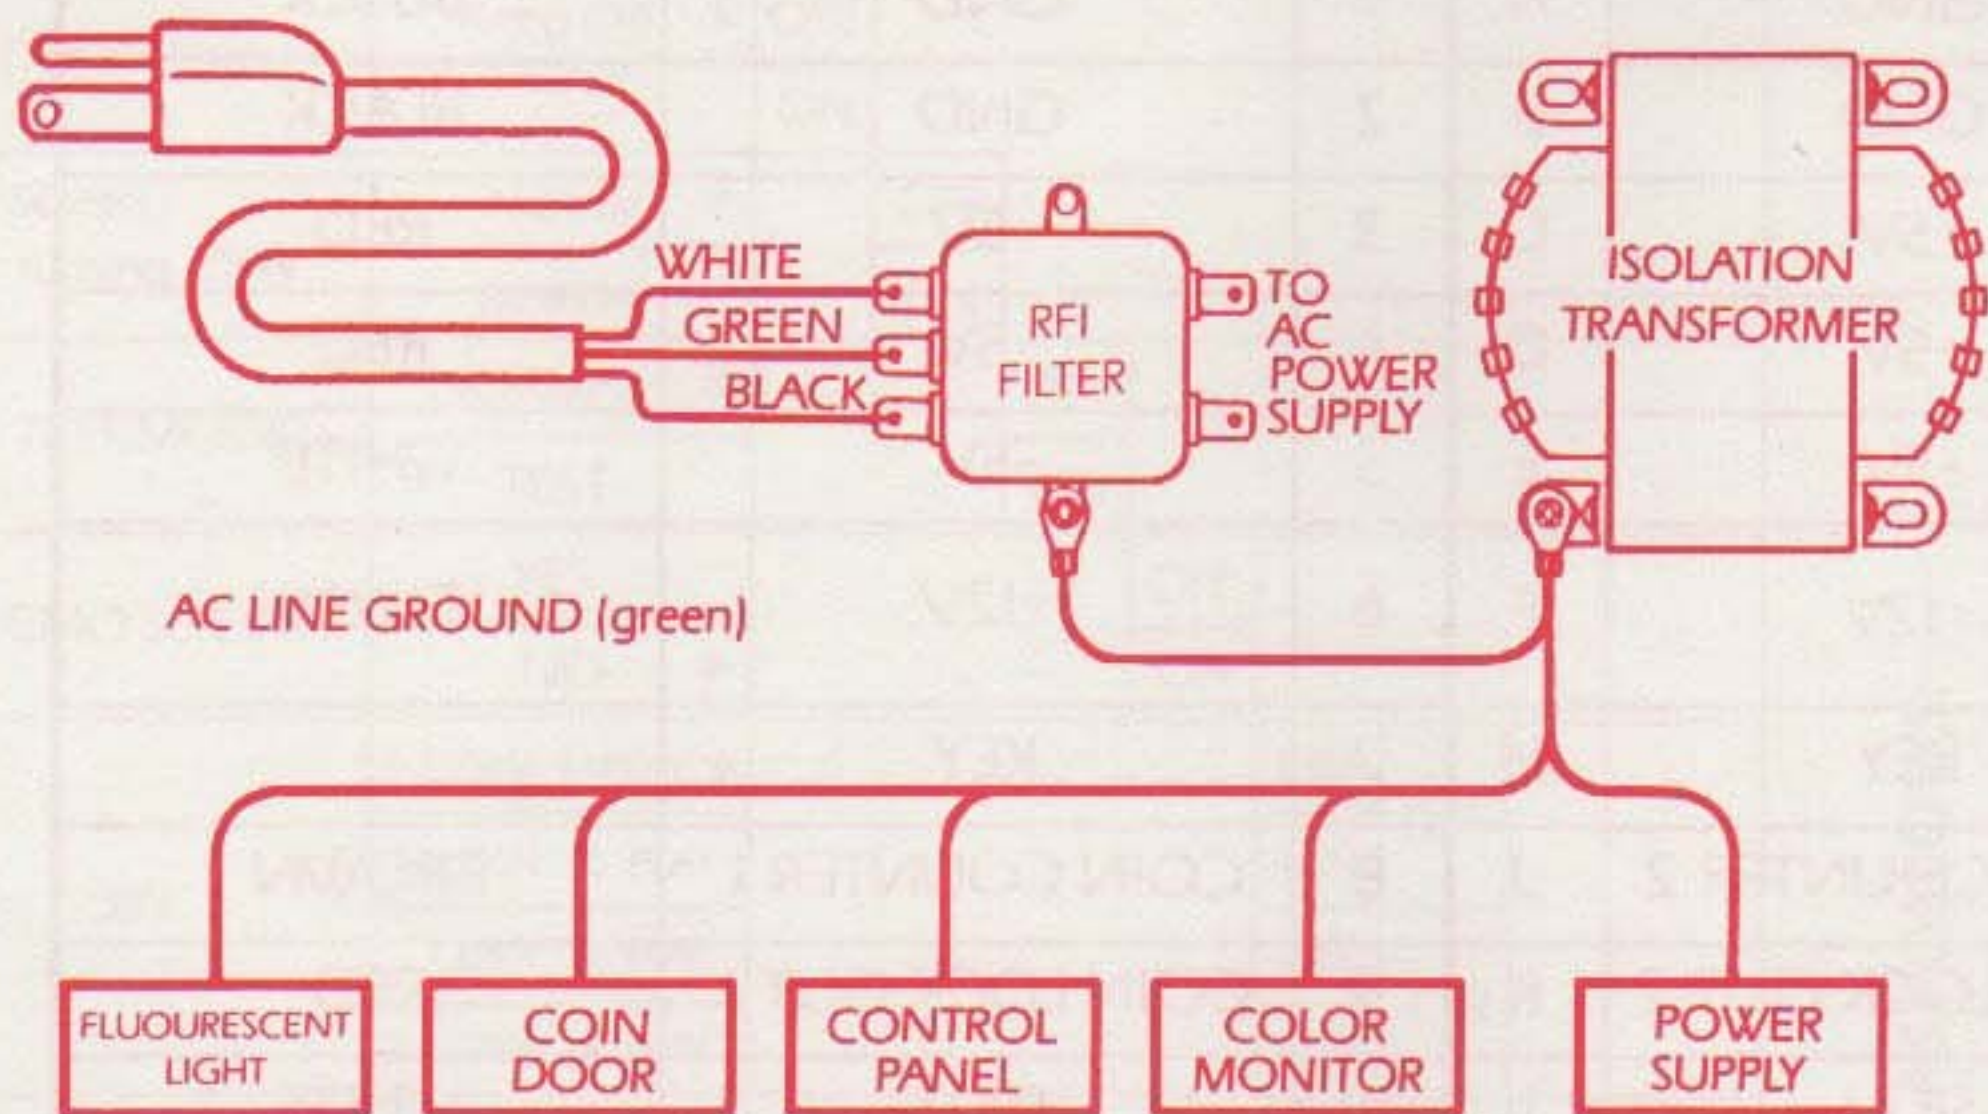 WHITE
GREEN
BLACK
RFI
FILTER
TO
AC
POWER
SUPPLY
ISOLATION
TRANSFORMER
AC LINE GROUND (green)
FLUOURESCENT
LIGHT
COIN
DOOR
CONTROL
PANEL
COLOR
MONITOR
POWER
SUPPLY